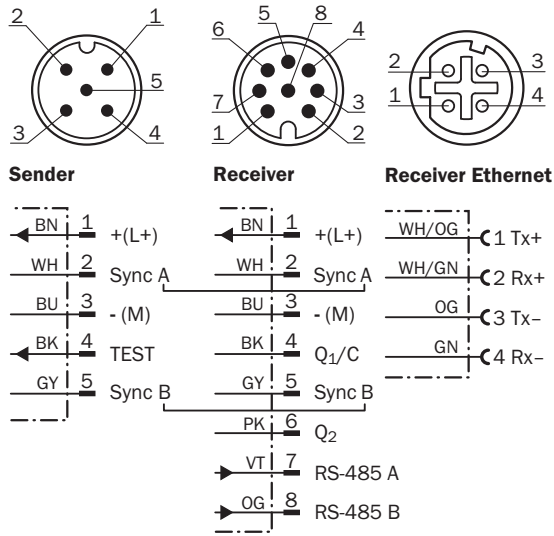 2 1
5
3 4
5 8
6 4
7 3
1 2
2 3
1 4
Sender Receiver Receiver Ethernet
BN 1 +(L+)
WH 2 Sync A
BU 3 - (M)
BK 4 TEST
GY 5 Sync B
BN 1 +(L+)
WH 2 Sync A
BU 3 - (M)
BK 4 Q1/C
GY 5 Sync B
PK 6 Q2
VT 7 RS-485 A
OG 8 RS-485 B
WH/OG 1 Tx+
WH/GN 2 Rx+
OG 3 Tx–
GN 4 Rx–